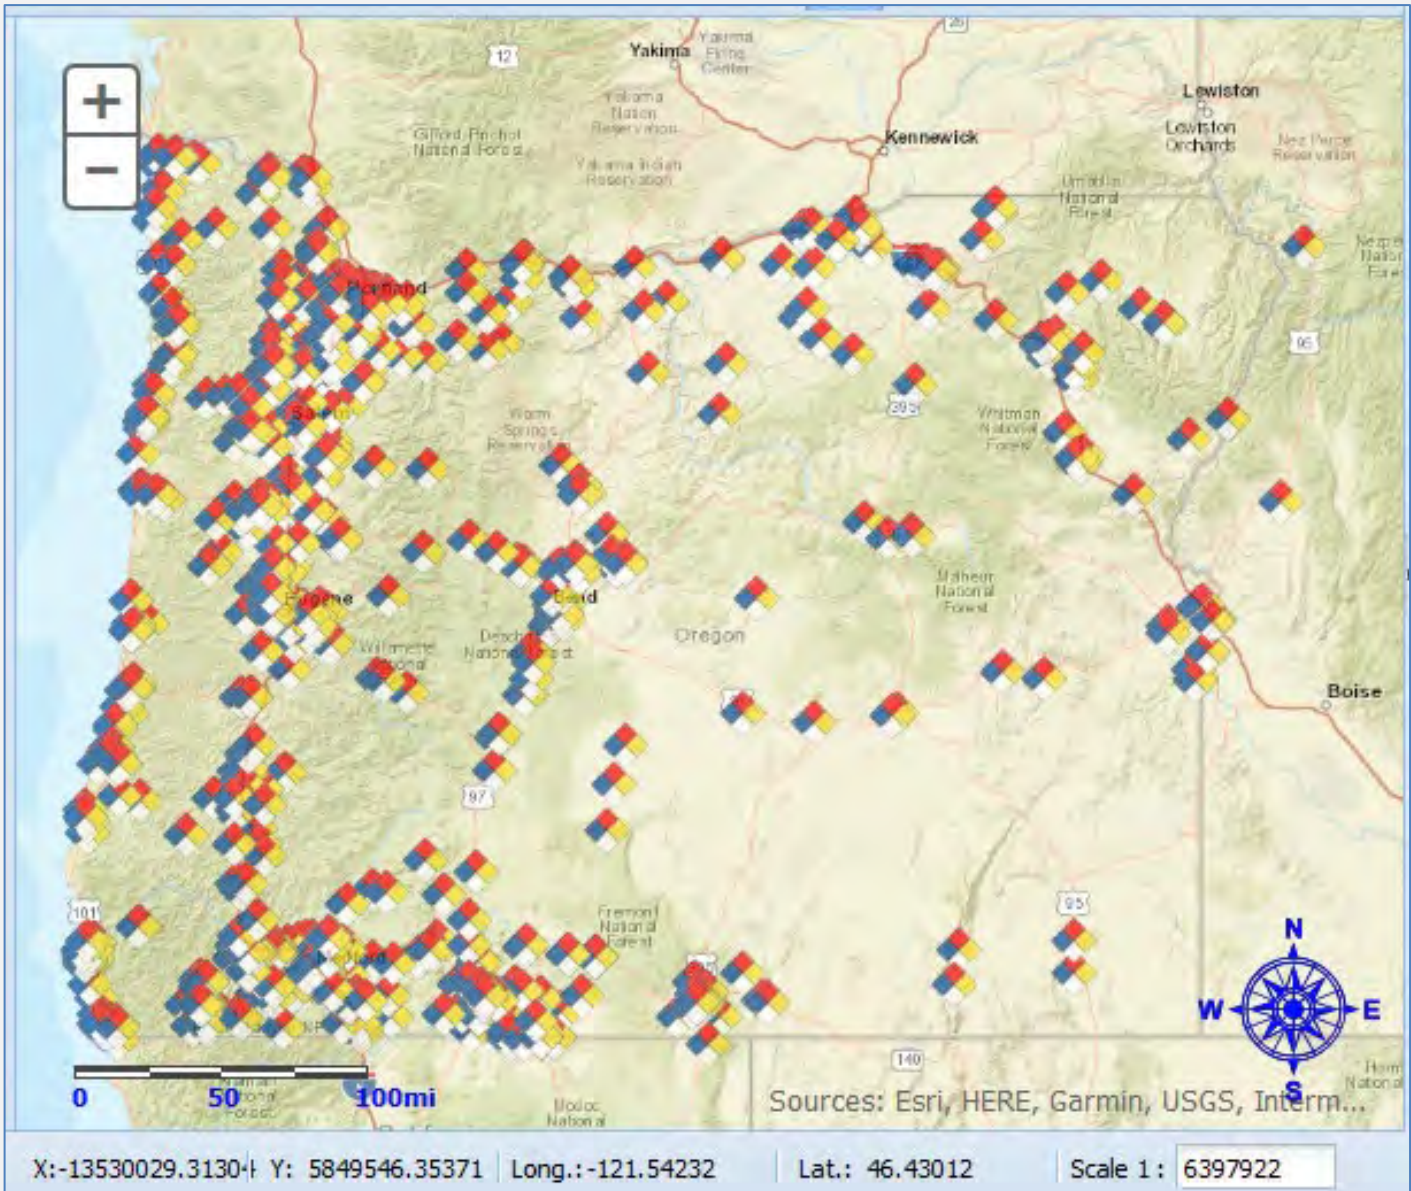 26
12
Yakima
Yakima
Firing
Center
+
−
Yakama
Nation
Reservation
Lewiston
Lewiston
Orchards
Nez Perce
Reservation
Gifford Pinchot
National Forest
Kennewick
Yakama Indian
Reservation
Umatilla
National
Forest
Portland
95
395
Warm
Springs
Reservation
Whitman
National
Forest
Salem
Malheur
National
Forest
Eugene
Bend
Willamette
National
Oregon
Boise
97
101
95
Fremont
National
Forest
Medford
N
W
E
S
140
0
50
100mi
Modoc
National
Sources: Esri, HERE, Garmin, USGS, Interm...
X:-13530029.3130
Y: 5849546.35371
Long.: -121.54232
Lat.: 46.43012
Scale 1 : 6397922